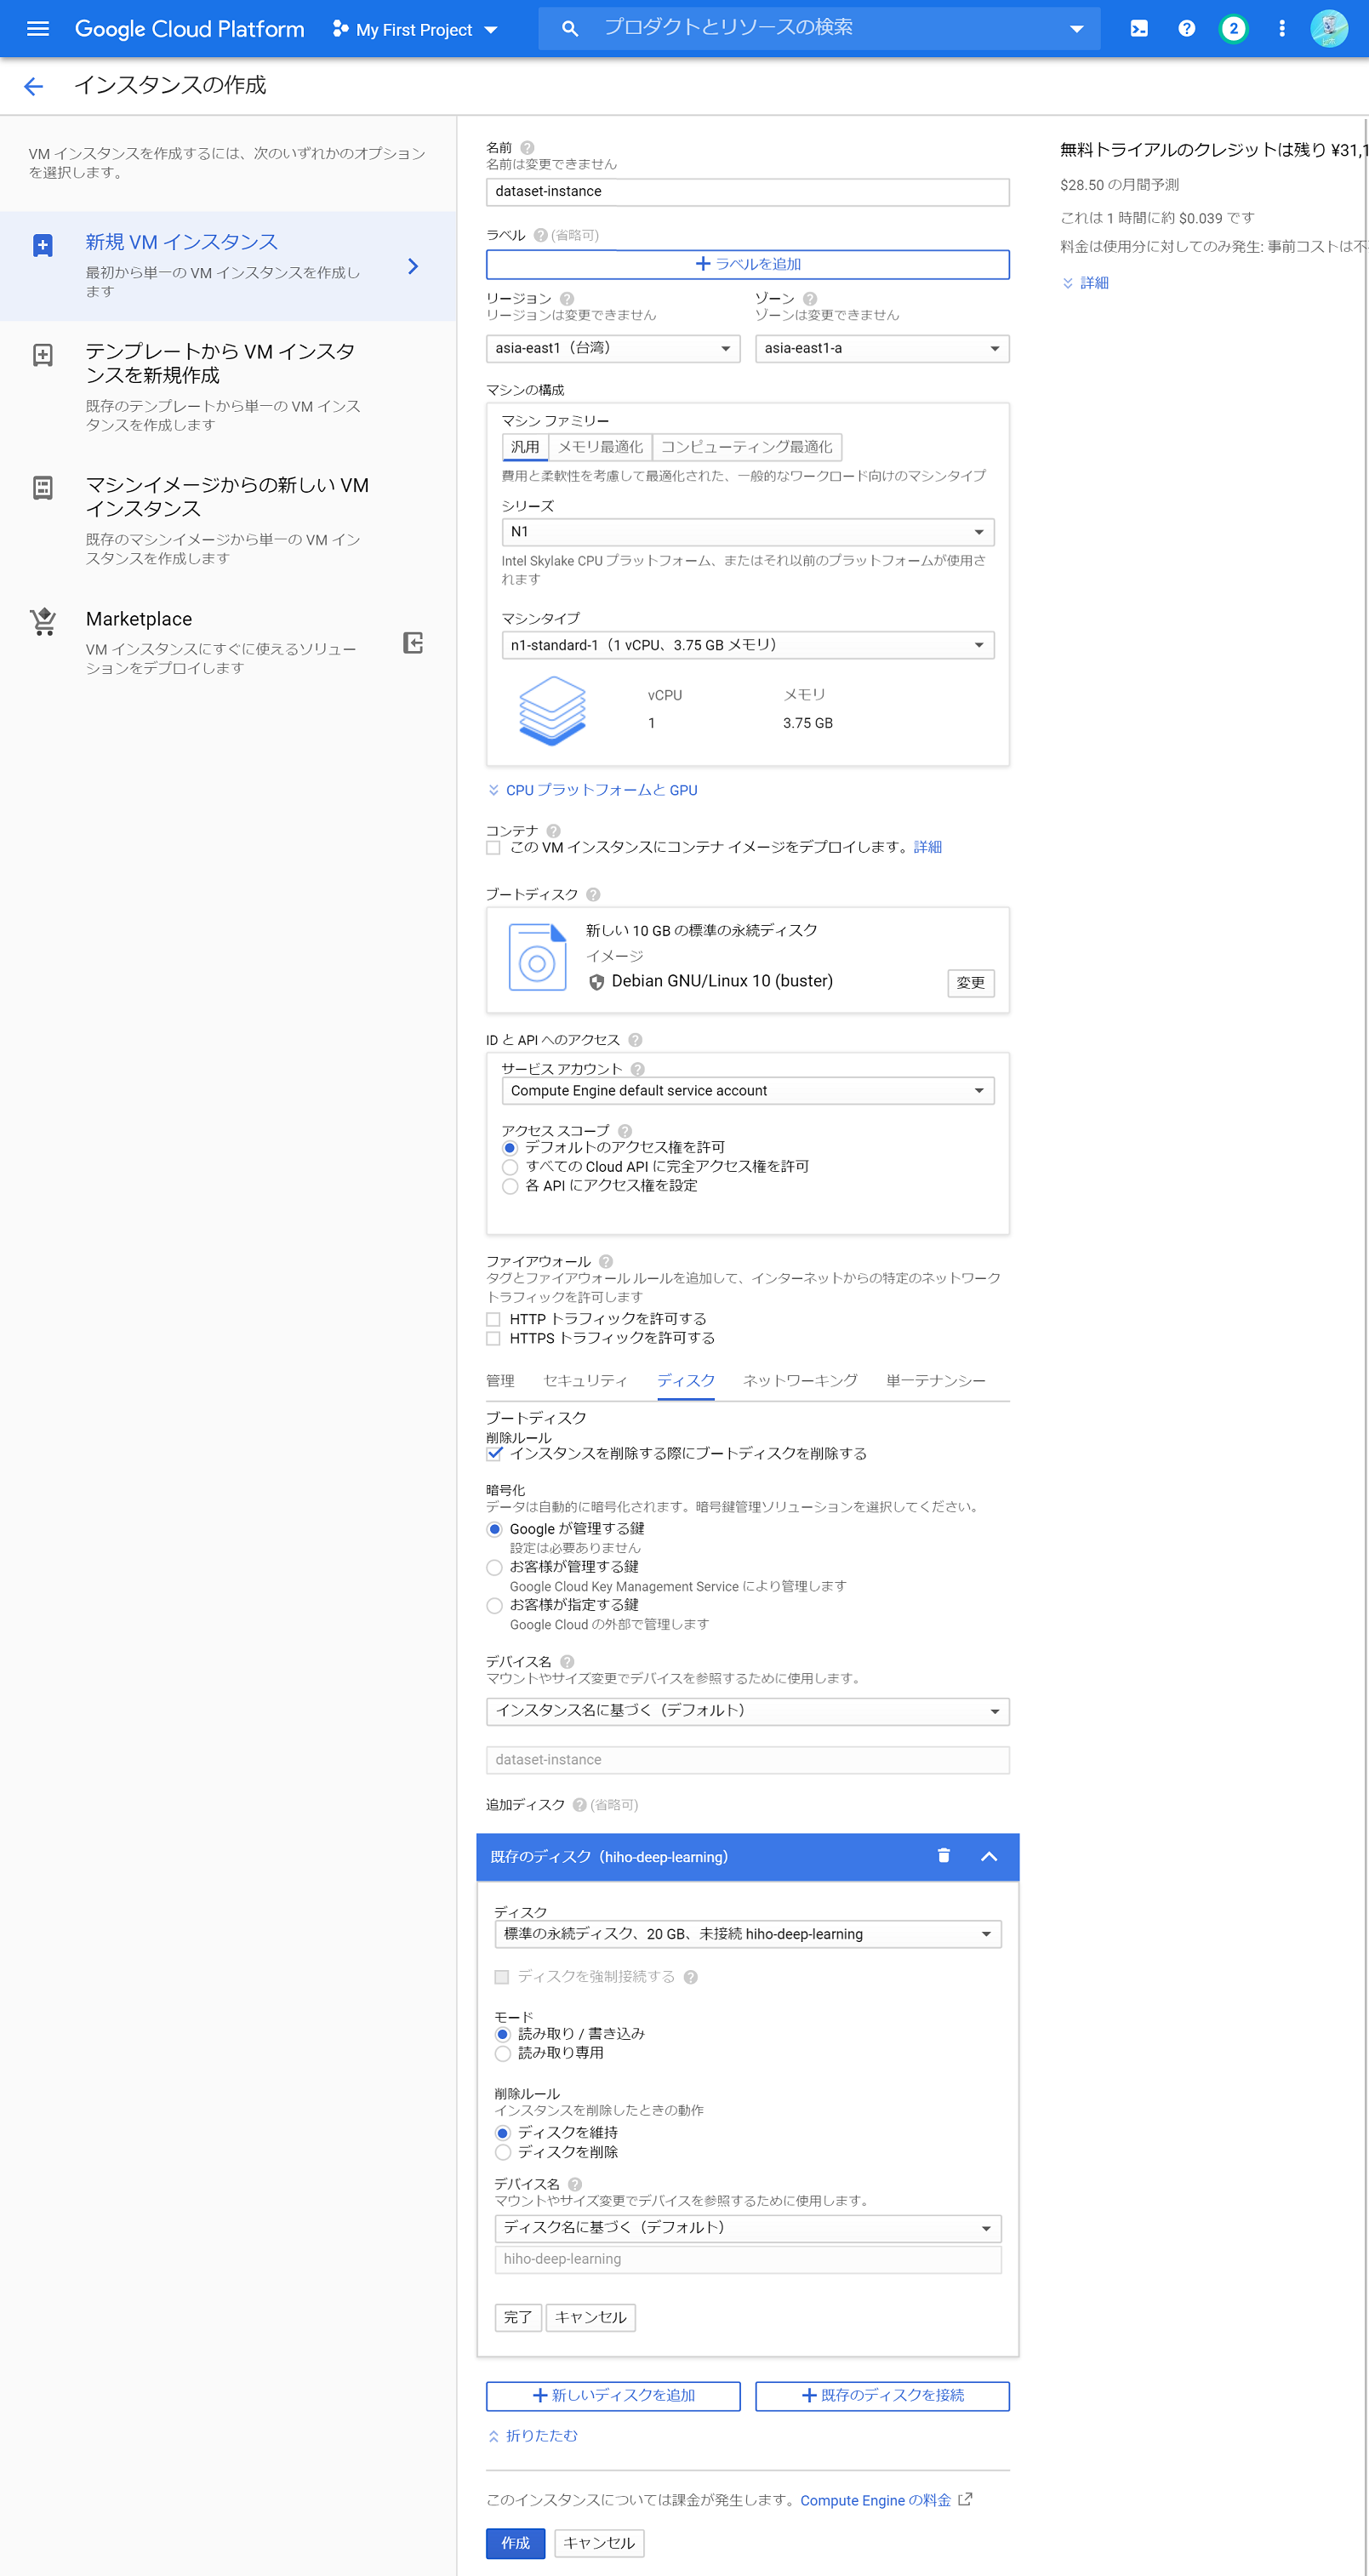 Google Cloud Platform
My First Project
プロダクトとリソースの検索
2
インスタンスの作成
VM インスタンスを作成するには、次のいずれかのオプション
を選択します。
新規 VM インスタンス
最初から単一の VM インスタンスを作成し
ます
テンプレートから VM インスタ
ンスを新規作成
既存のテンプレートから単一の VM インス
タンスを作成します
マシンイメージからの新しい VM
インスタンス
既存のマシンイメージから単一の VM イン
スタンスを作成します
Marketplace
VM インスタンスにすぐに使えるソリュー
ションをデプロイします
名前
名前は変更できません
dataset-instance
ラベル (省略可)
ラベルを追加
リージョン
リージョンは変更できません
asia-east1（台湾）
ゾーン
ゾーンは変更できません
asia-east1-a
マシンの構成
マシン ファミリー
汎用 メモリ最適化 コンピューティング最適化
費用と柔軟性を考慮して最適化された、一般的なワークロード向けのマシンタイプ
シリーズ
N1
Intel Skylake CPU プラットフォーム、またはそれ以前のプラットフォームが使用さ
れます
マシンタイプ
n1-standard-1（1 vCPU、3.75 GB メモリ）
vCPU メモリ
1 3.75 GB
CPU プラットフォームと GPU
コンテナ
この VM インスタンスにコンテナ イメージをデプロイします。詳細
ブートディスク
新しい 10 GB の標準の永続ディスク
イメージ
Debian GNU/Linux 10 (buster)
変更
ID と API へのアクセス
サービス アカウント
Compute Engine default service account
アクセス スコープ
デフォルトのアクセス権を許可
すべての Cloud API に完全アクセス権を許可
各 API にアクセス権を設定
ファイアウォール
タグとファイアウォール ルールを追加して、インターネットからの特定のネットワーク
トラフィックを許可します
HTTP トラフィックを許可する
HTTPS トラフィックを許可する
管理 セキュリティ ディスク ネットワーキング 単一テナンシー
ブートディスク
削除ルール
インスタンスを削除する際にブートディスクを削除する
暗号化
データは自動的に暗号化されます。暗号鍵管理ソリューションを選択してください。
Google が管理する鍵
設定は必要ありません
お客様が管理する鍵
Google Cloud Key Management Service により管理します
お客様が指定する鍵
Google Cloud の外部で管理します
デバイス名
マウントやサイズ変更でデバイスを参照するために使用します。
インスタンス名に基づく（デフォルト）
dataset-instance
追加ディスク (省略可)
既存のディスク（hiho-deep-learning）
ディスク
標準の永続ディスク、20 GB、未接続 hiho-deep-learning
ディスクを強制接続する
モード
読み取り / 書き込み
読み取り専用
削除ルール
インスタンスを削除したときの動作
ディスクを維持
ディスクを削除
デバイス名
マウントやサイズ変更でデバイスを参照するために使用します。
ディスク名に基づく（デフォルト）
hiho-deep-learning
完了 キャンセル
新しいディスクを追加 既存のディスクを接続
折りたたむ
このインスタンスについては課金が発生します。Compute Engine の料金
作成 キャンセル
無料トライアルのクレジットは残り ¥31,1
$28.50 の月間予測
これは 1 時間に約 $0.039 です
料金は使用分に対してのみ発生: 事前コストは不
詳細